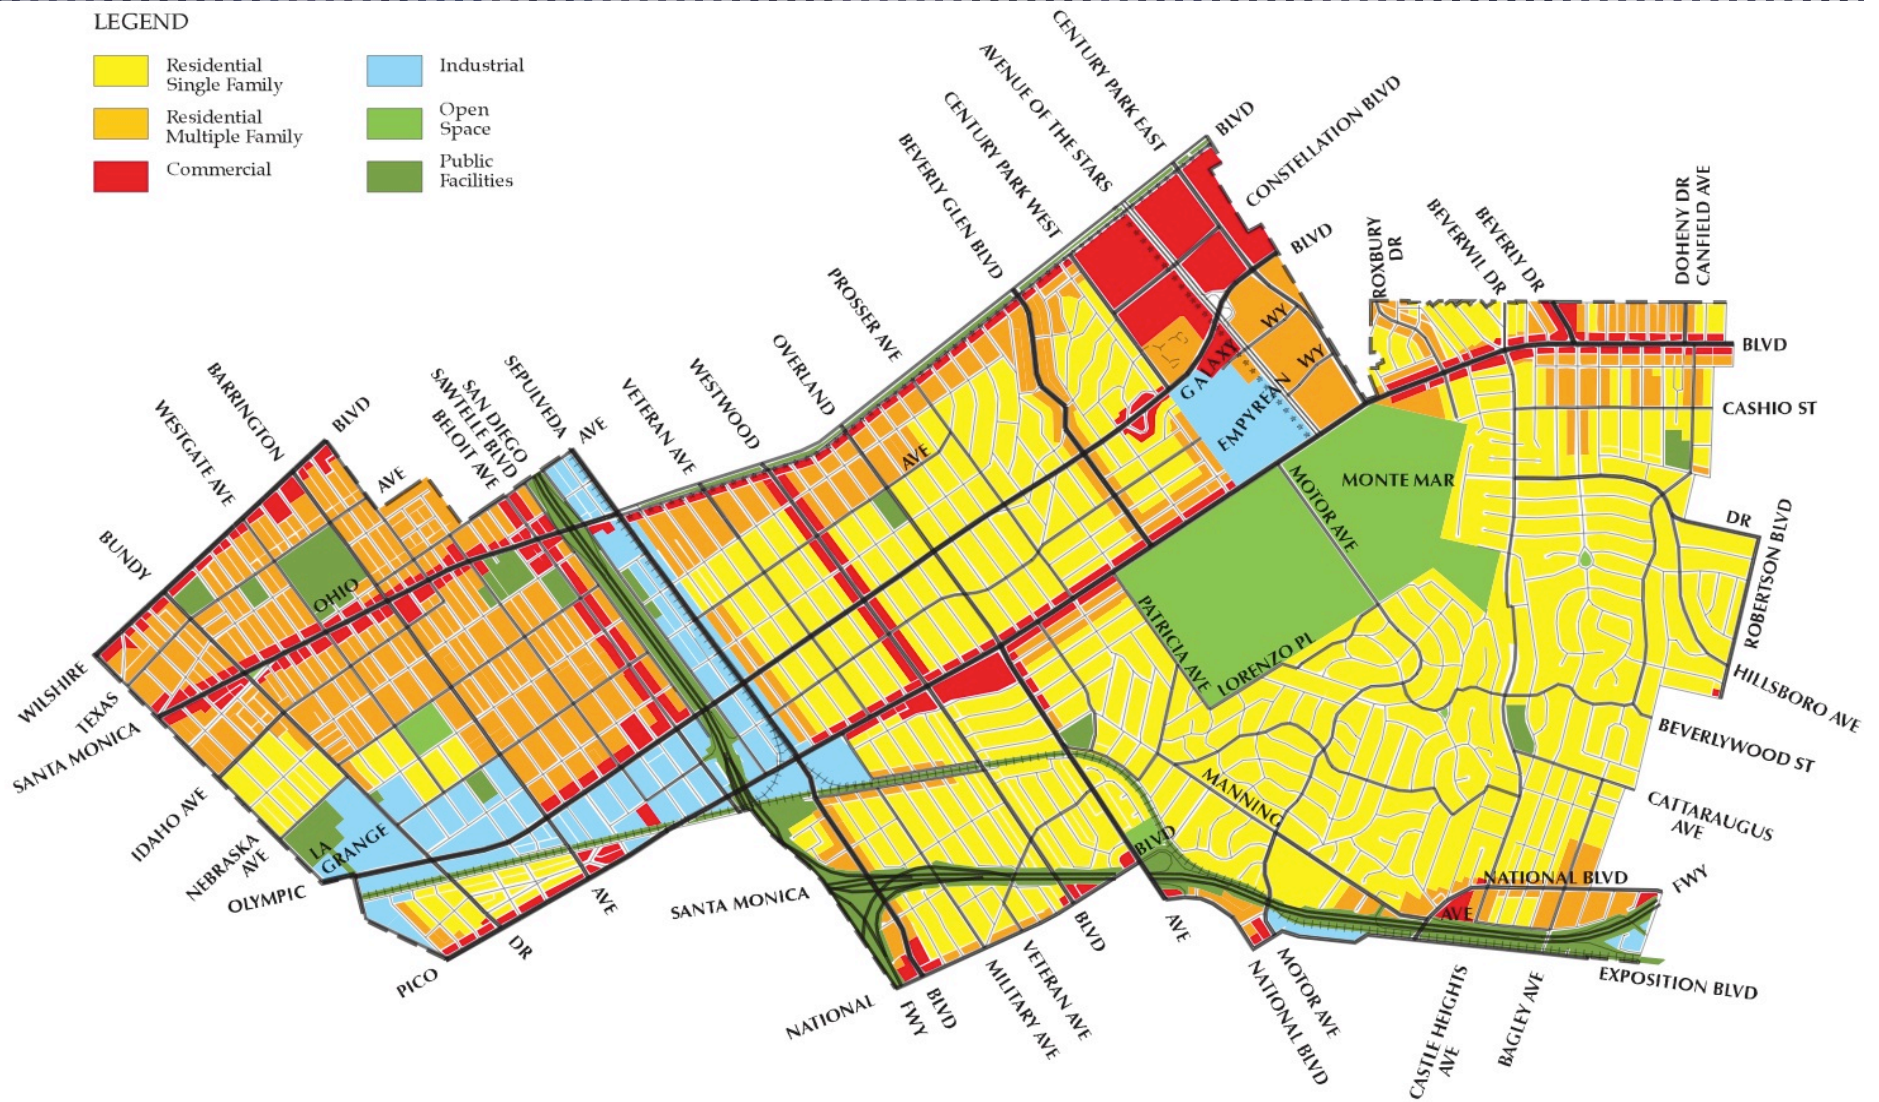 LEGEND
Residential
Single Family
Residential
Multiple Family
Commercial
Industrial
Open
Space
Public
Facilities
CENTURY PARK EAST
AVENUE OF THE STARS
CENTURY PARK WEST
BEVERLY GLEN BLVD
PROSSER AVE
OVERLAND
WESTWOOD
VETERAN AVE
SEPULVEDA
SAN DIEGO
SAWTELLE BLVD
BELOIT AVE
BARRINGTON
WESTGATE AVE
BUNDY
BLVD
AVE
AVE
BLVD
CONSTELLATION BLVD
BLVD
ROXBURY
DR
BEVERWIL DR
BEVERLY DR
DOHENY DR
CANFIELD AVE
BLVD
CASHIO ST
GALAXY
WY
EMPYREAN
WY
AVE
MONTE MAR
MOTOR AVE
DR
ROBERTSON BLVD
OHIO
PATRICIA AVE
LORENZO PL
HILLSBORO AVE
BEVERLYWOOD ST
MANNING
CATTARAUGUS
AVE
WILSHIRE
TEXAS
SANTA MONICA
IDAHO AVE
NEBRASKA
AVE
LA
GRANGE
OLYMPIC
AVE
DR
PICO
SANTA MONICA
BLVD
NATIONAL BLVD
FWY
AVE
NATIONAL
FWY
BLVD
MILITARY AVE
VETERAN AVE
BLVD
AVE
NATIONAL BLVD
MOTOR AVE
CASTLE HEIGHTS
AVE
BAGLEY AVE
EXPOSITION BLVD